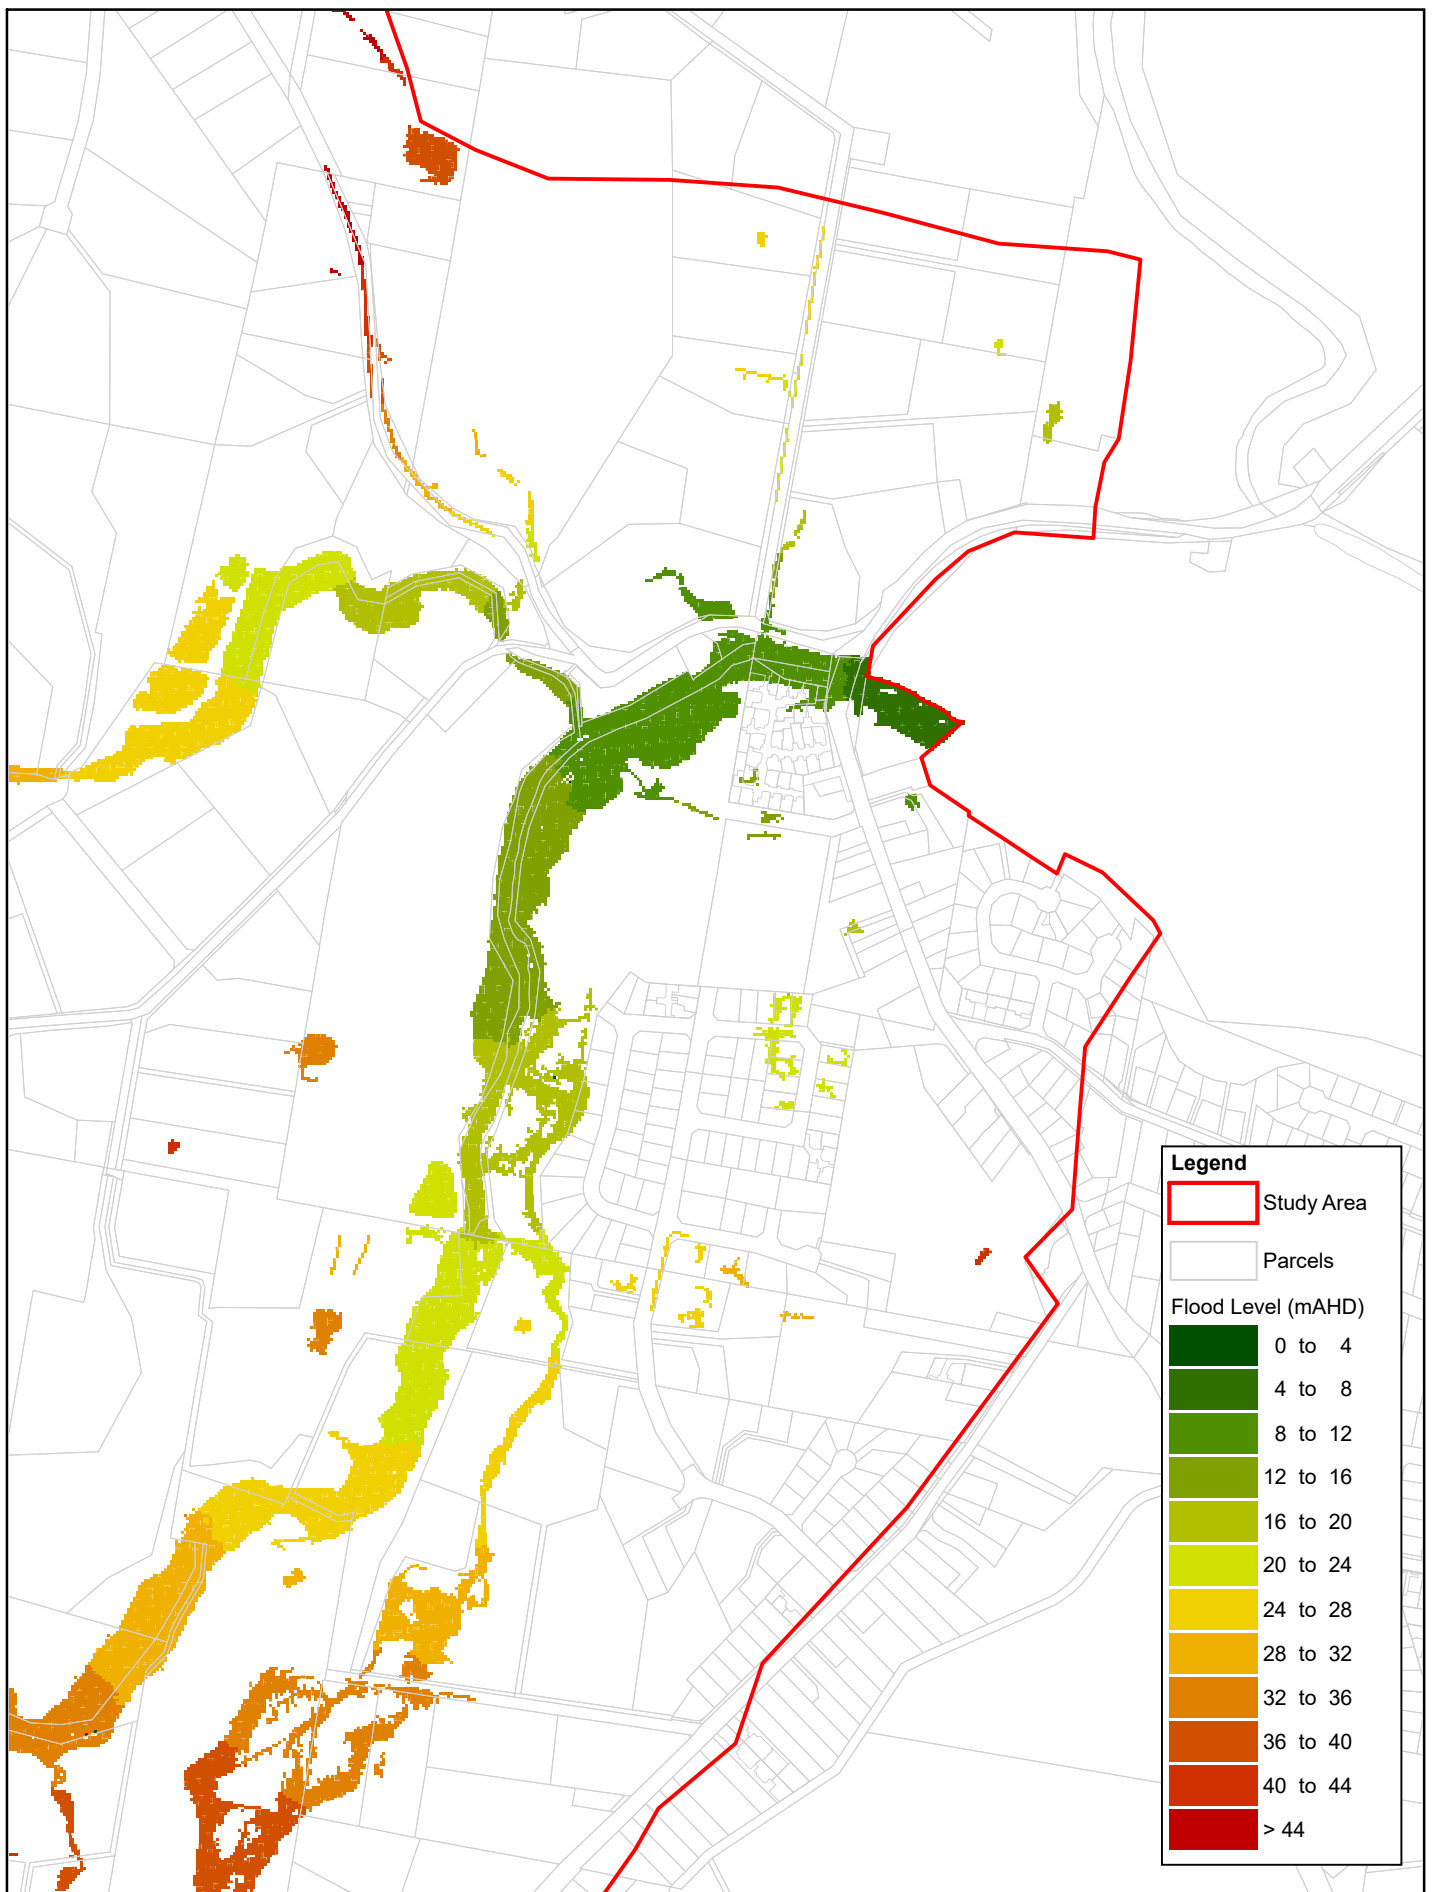 Legend
Study Area
Parcels
Flood Level (mAHD)
0 to 4
4 to 8
8 to 12
12 to 16
16 to 20
20 to 24
24 to 28
28 to 32
32 to 36
36 to 40
40 to 44
> 44